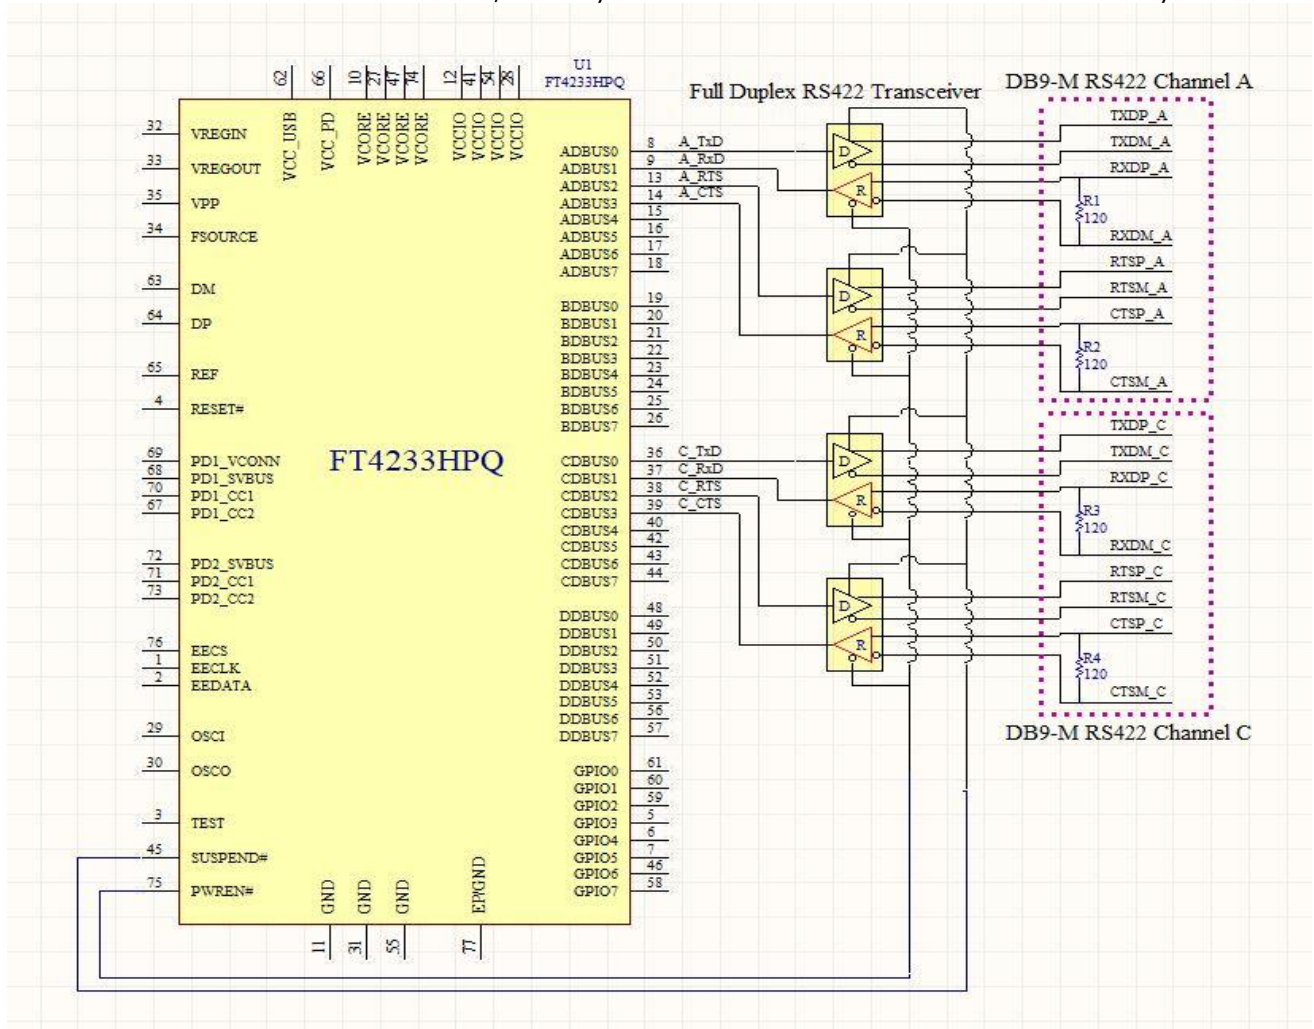 U1
FT4233HPQ
Full Duplex RS422 Transceiver
DB9-M RS422 Channel A
62 VCC_USB
66 VCC_PD
10 VCORE
27 VCORE
47 VCORE
74 VCORE
12 VCCIO
41 VCCIO
54 VCCIO
28 VCCIO
32 VREGIN
33 VREGOUT
35 VPP
34 FSOURCE
63 DM
64 DP
65 REF
4 RESET#
69 PD1_VCONN
68 PD1_SVBUS
70 PD1_CC1
67 PD1_CC2
72 PD2_SVBUS
71 PD2_CC1
73 PD2_CC2
76 EECS
1 EECLK
2 EEDATA
29 OSCI
30 OSCO
3 TEST
45 SUSPEND#
75 PWREN#
FT4233HPQ
ADBUS0 8 A_TxD
ADBUS1 9 A_RxD
ADBUS2 13 A_RTS
ADBUS3 14 A_CTS
ADBUS4 15
ADBUS5 16
ADBUS6 17
ADBUS7 18
BDBUS0 19
BDBUS1 20
BDBUS2 21
BDBUS3 22
BDBUS4 23
BDBUS5 24
BDBUS6 25
BDBUS7 26
CDBUS0 36 C_TxD
CDBUS1 37 C_RxD
CDBUS2 38 C_RTS
CDBUS3 39 C_CTS
CDBUS4 40
CDBUS5 42
CDBUS6 43
CDBUS7 44
DDBUS0 48
DDBUS1 49
DDBUS2 50
DDBUS3 51
DDBUS4 52
DDBUS5 53
DDBUS6 56
DDBUS7 57
GPIO0 61
GPIO1 60
GPIO2 59
GPIO3 5
GPIO4 6
GPIO5 7
GPIO6 46
GPIO7 58
GND 11
GND 31
GND 55
EP/GND 77
D
R
D
R
D
R
D
R
TXDP_A
TXDM_A
RXDP_A
R1
120
RXDM_A
RTSP_A
RTSM_A
CTSP_A
R2
120
CTSM_A
TXDP_C
TXDM_C
RXDP_C
R3
120
RXDM_C
RTSP_C
RTSM_C
CTSP_C
R4
120
CTSM_C
DB9-M RS422 Channel C